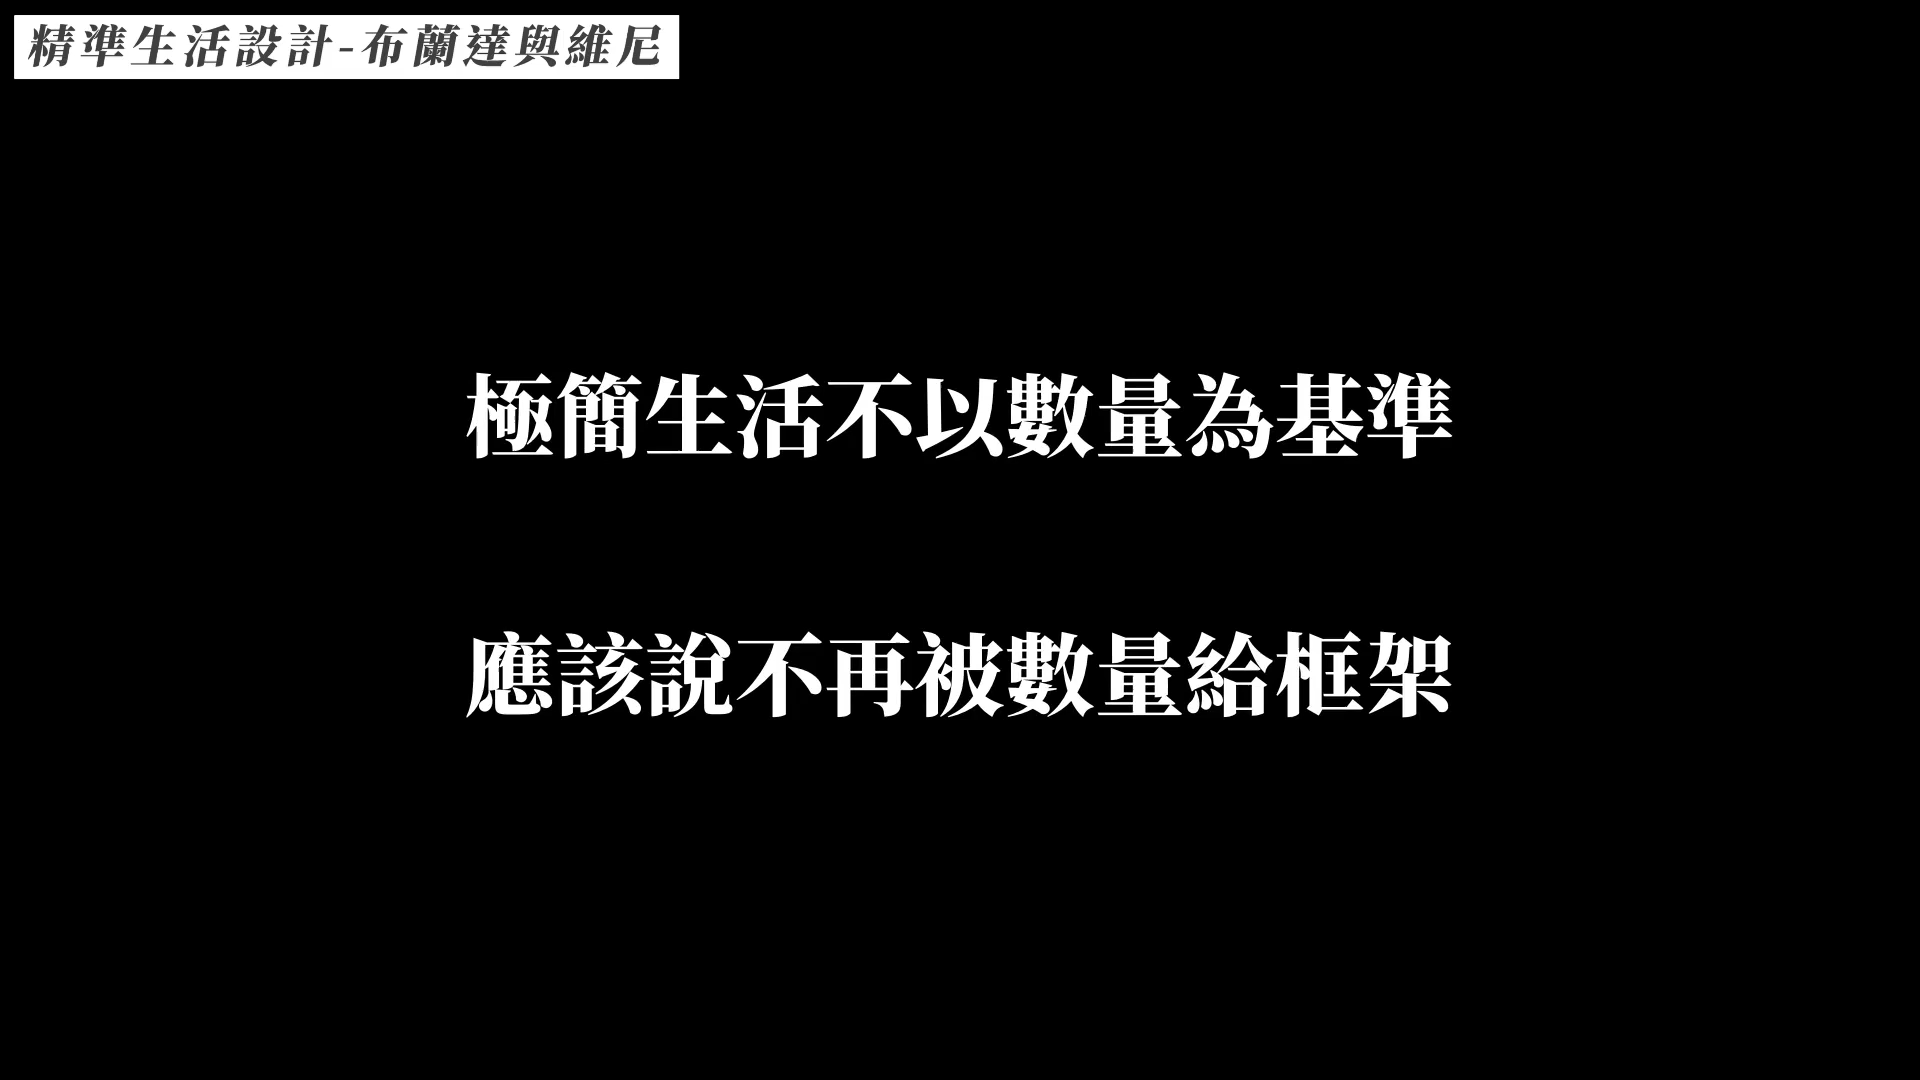 精準生活設計-布蘭達與維尼
極簡生活不以數量為基準
應該說不再被數量給框架